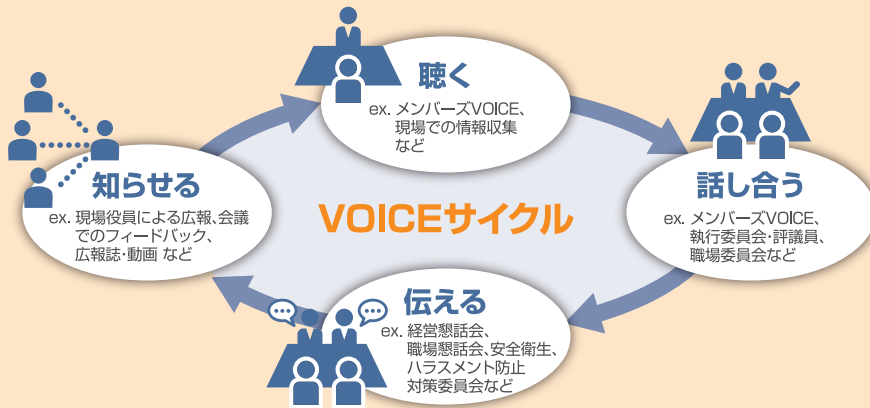 聴く
ex. メンバーズVOICE、
現場での情報収集
など
話し合う
ex. メンバーズVOICE、
執行委員会・評議員、
職場委員会など
伝える
ex. 経営懇話会、
職場懇話会、安全衛生、
ハラスメント防止
対策委員会など
知らせる
ex. 現場役員による広報、会議
でのフィードバック、
広報誌・動画 など
VOICEサイクル